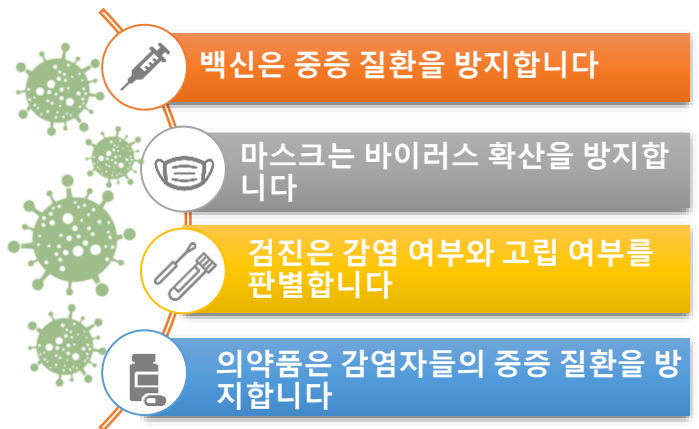 백신은 중증 질환을 방지합니다
마스크는 바이러스 확산을 방지합
니다
검진은 감염 여부와 고립 여부를
판별합니다
의약품은 감염자들의 중증 질환을 방
지합니다